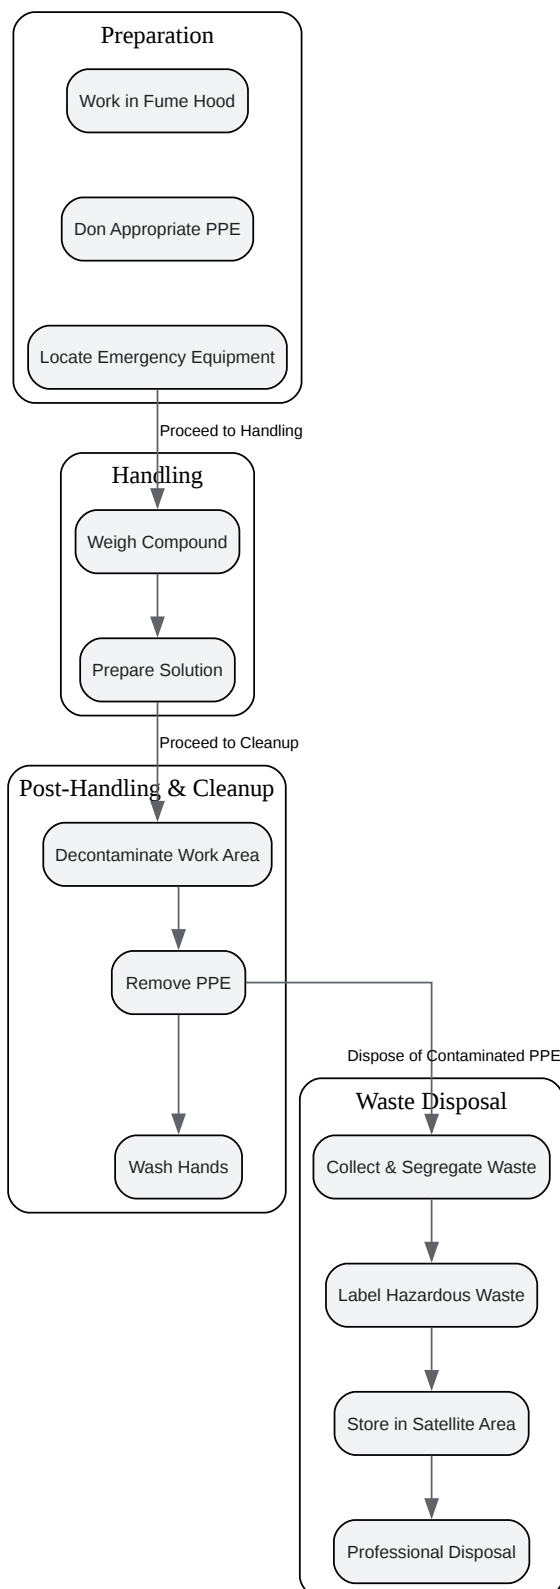 Preparation
Work in Fume Hood
Don Appropriate PPE
Locate Emergency Equipment
Proceed to Handling
Handling
Weigh Compound
Prepare Solution
Proceed to Cleanup
Post-Handling & Cleanup
Decontaminate Work Area
Remove PPE
Dispose of Contaminated PPE
Waste Disposal
Wash Hands
Collect & Segregate Waste
Label Hazardous Waste
Store in Satellite Area
Professional Disposal